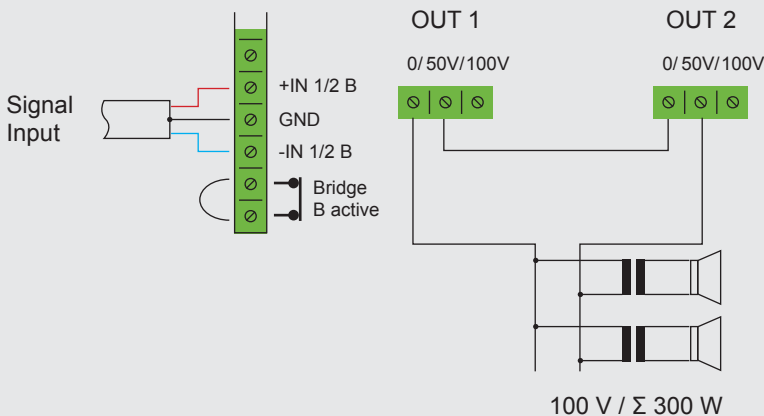 OUT 1
OUT 2
0/ 50V/ 100V
0/ 50V/ 100V
Signal
Input
+IN 1/2 B
GND
-IN 1/2 B
Bridge
B active
100 V / Σ 300 W